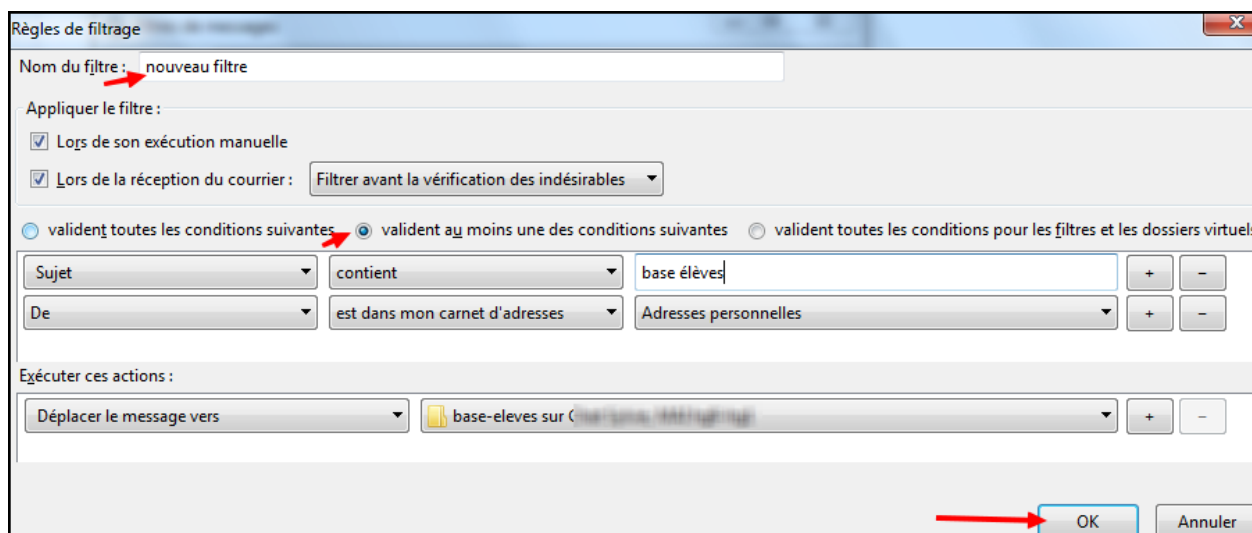 Règles de filtrage
Nom du filtre : nouveau filtre
Appliquer le filtre :
Lors de son exécution manuelle
Lors de la réception du courrier : Filtrer avant la vérification des indésirables
valident toutes les conditions suivantes valident au moins une des conditions suivantes valident toutes les conditions pour les filtres et les dossiers virtuels
Sujet contient base élèves + -
De est dans mon carnet d'adresses Adresses personnelles + -
Exécuter ces actions :
Déplacer le message vers base-eleves sur + -
OK Annuler